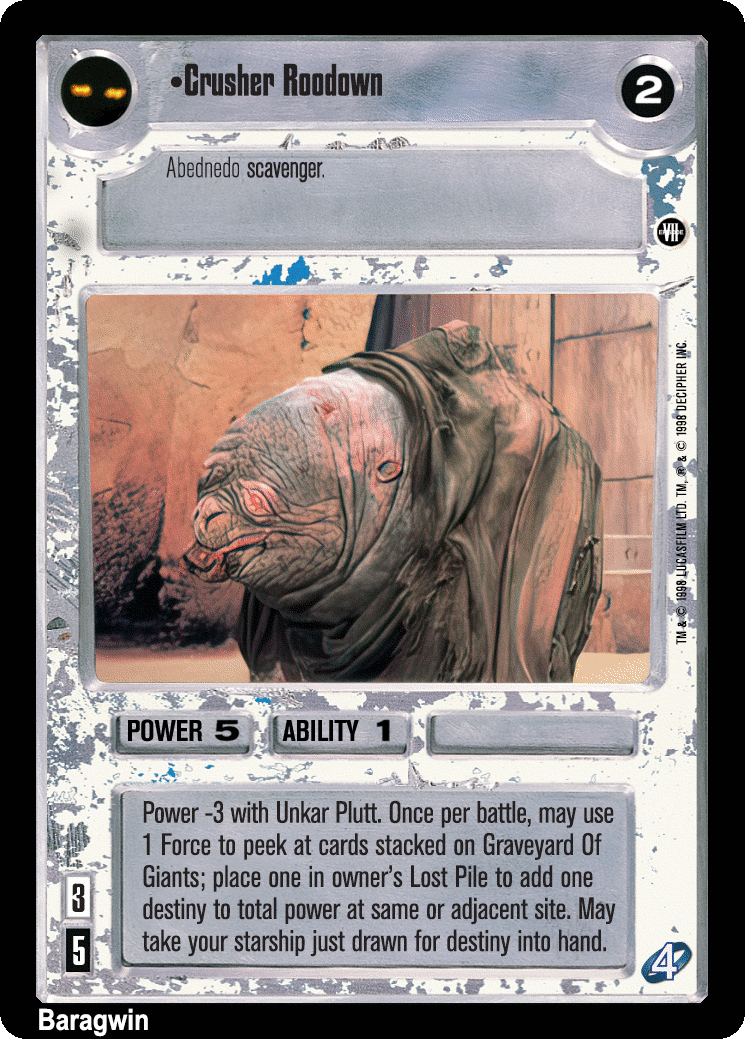 •Crusher Roodown
2
Abednedo scavenger.
EPISODE
VII
TM & © 1998 LUCASFILM LTD. TM, ® & © 1998 DECIPHER INC.
POWER 5
ABILITY 1
Power -3 with Unkar Plutt. Once per battle, may use
1 Force to peek at cards stacked on Graveyard Of
Giants; place one in owner's Lost Pile to add one
destiny to total power at same or adjacent site. May
take your starship just drawn for destiny into hand.
3
5
4
Baragwin